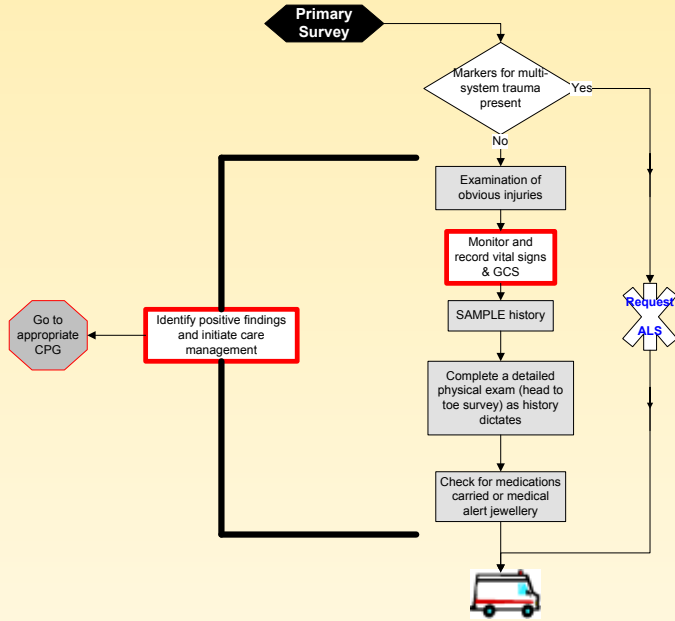 Primary
Survey
Markers for multi-
system trauma
present
Yes
No
Examination of
obvious injuries
Monitor and
record vital signs
& GCS
Request
ALS
SAMPLE history
Go to
appropriate
CPG
Identify positive findings
and initiate care
management
Complete a detailed
physical exam (head to
toe survey) as history
dictates
Check for medications
carried or medical
alert jewellery